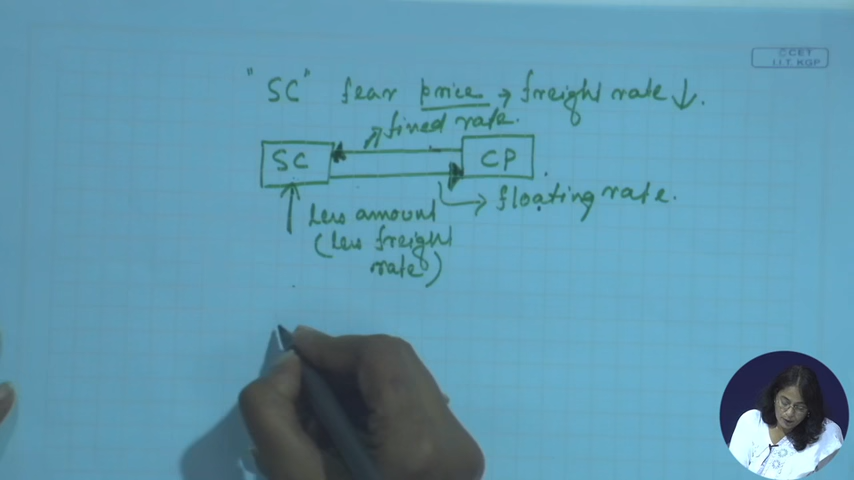 ©CET
I.I.T. KGP
"SC" fear price → freight rate ↓.
fixed rate.
SC
CP
floating rate.
Less amount
(Less freight
rate)